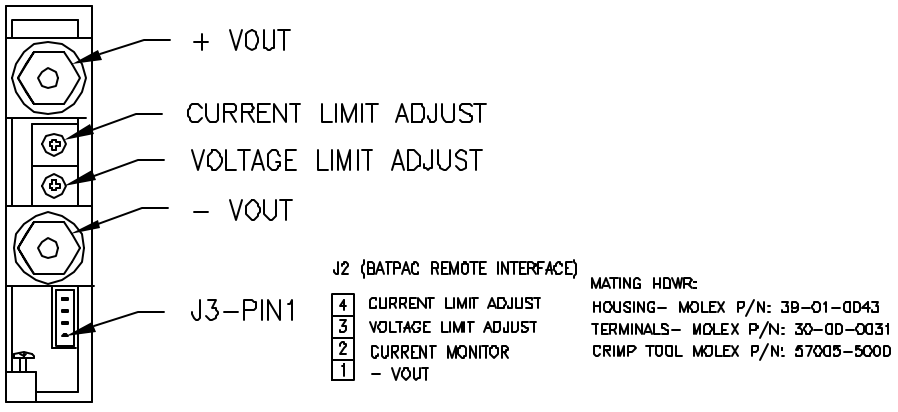 + VOUT
CURRENT LIMIT ADJUST
VOLTAGE LIMIT ADJUST
- VOUT
J3-PIN1
J2 (BATPAC REMOTE INTERFACE)
4 CURRENT LIMIT ADJUST
3 VOLTAGE LIMIT ADJUST
2 CURRENT MONITOR
1 - VOUT
MATING HDWR:
HOUSING- MOLEX P/N: 39-01-0043
TERMINALS- MOLEX P/N: 30-00-0031
CRIMP TOOL MOLEX P/N: 57005-5000